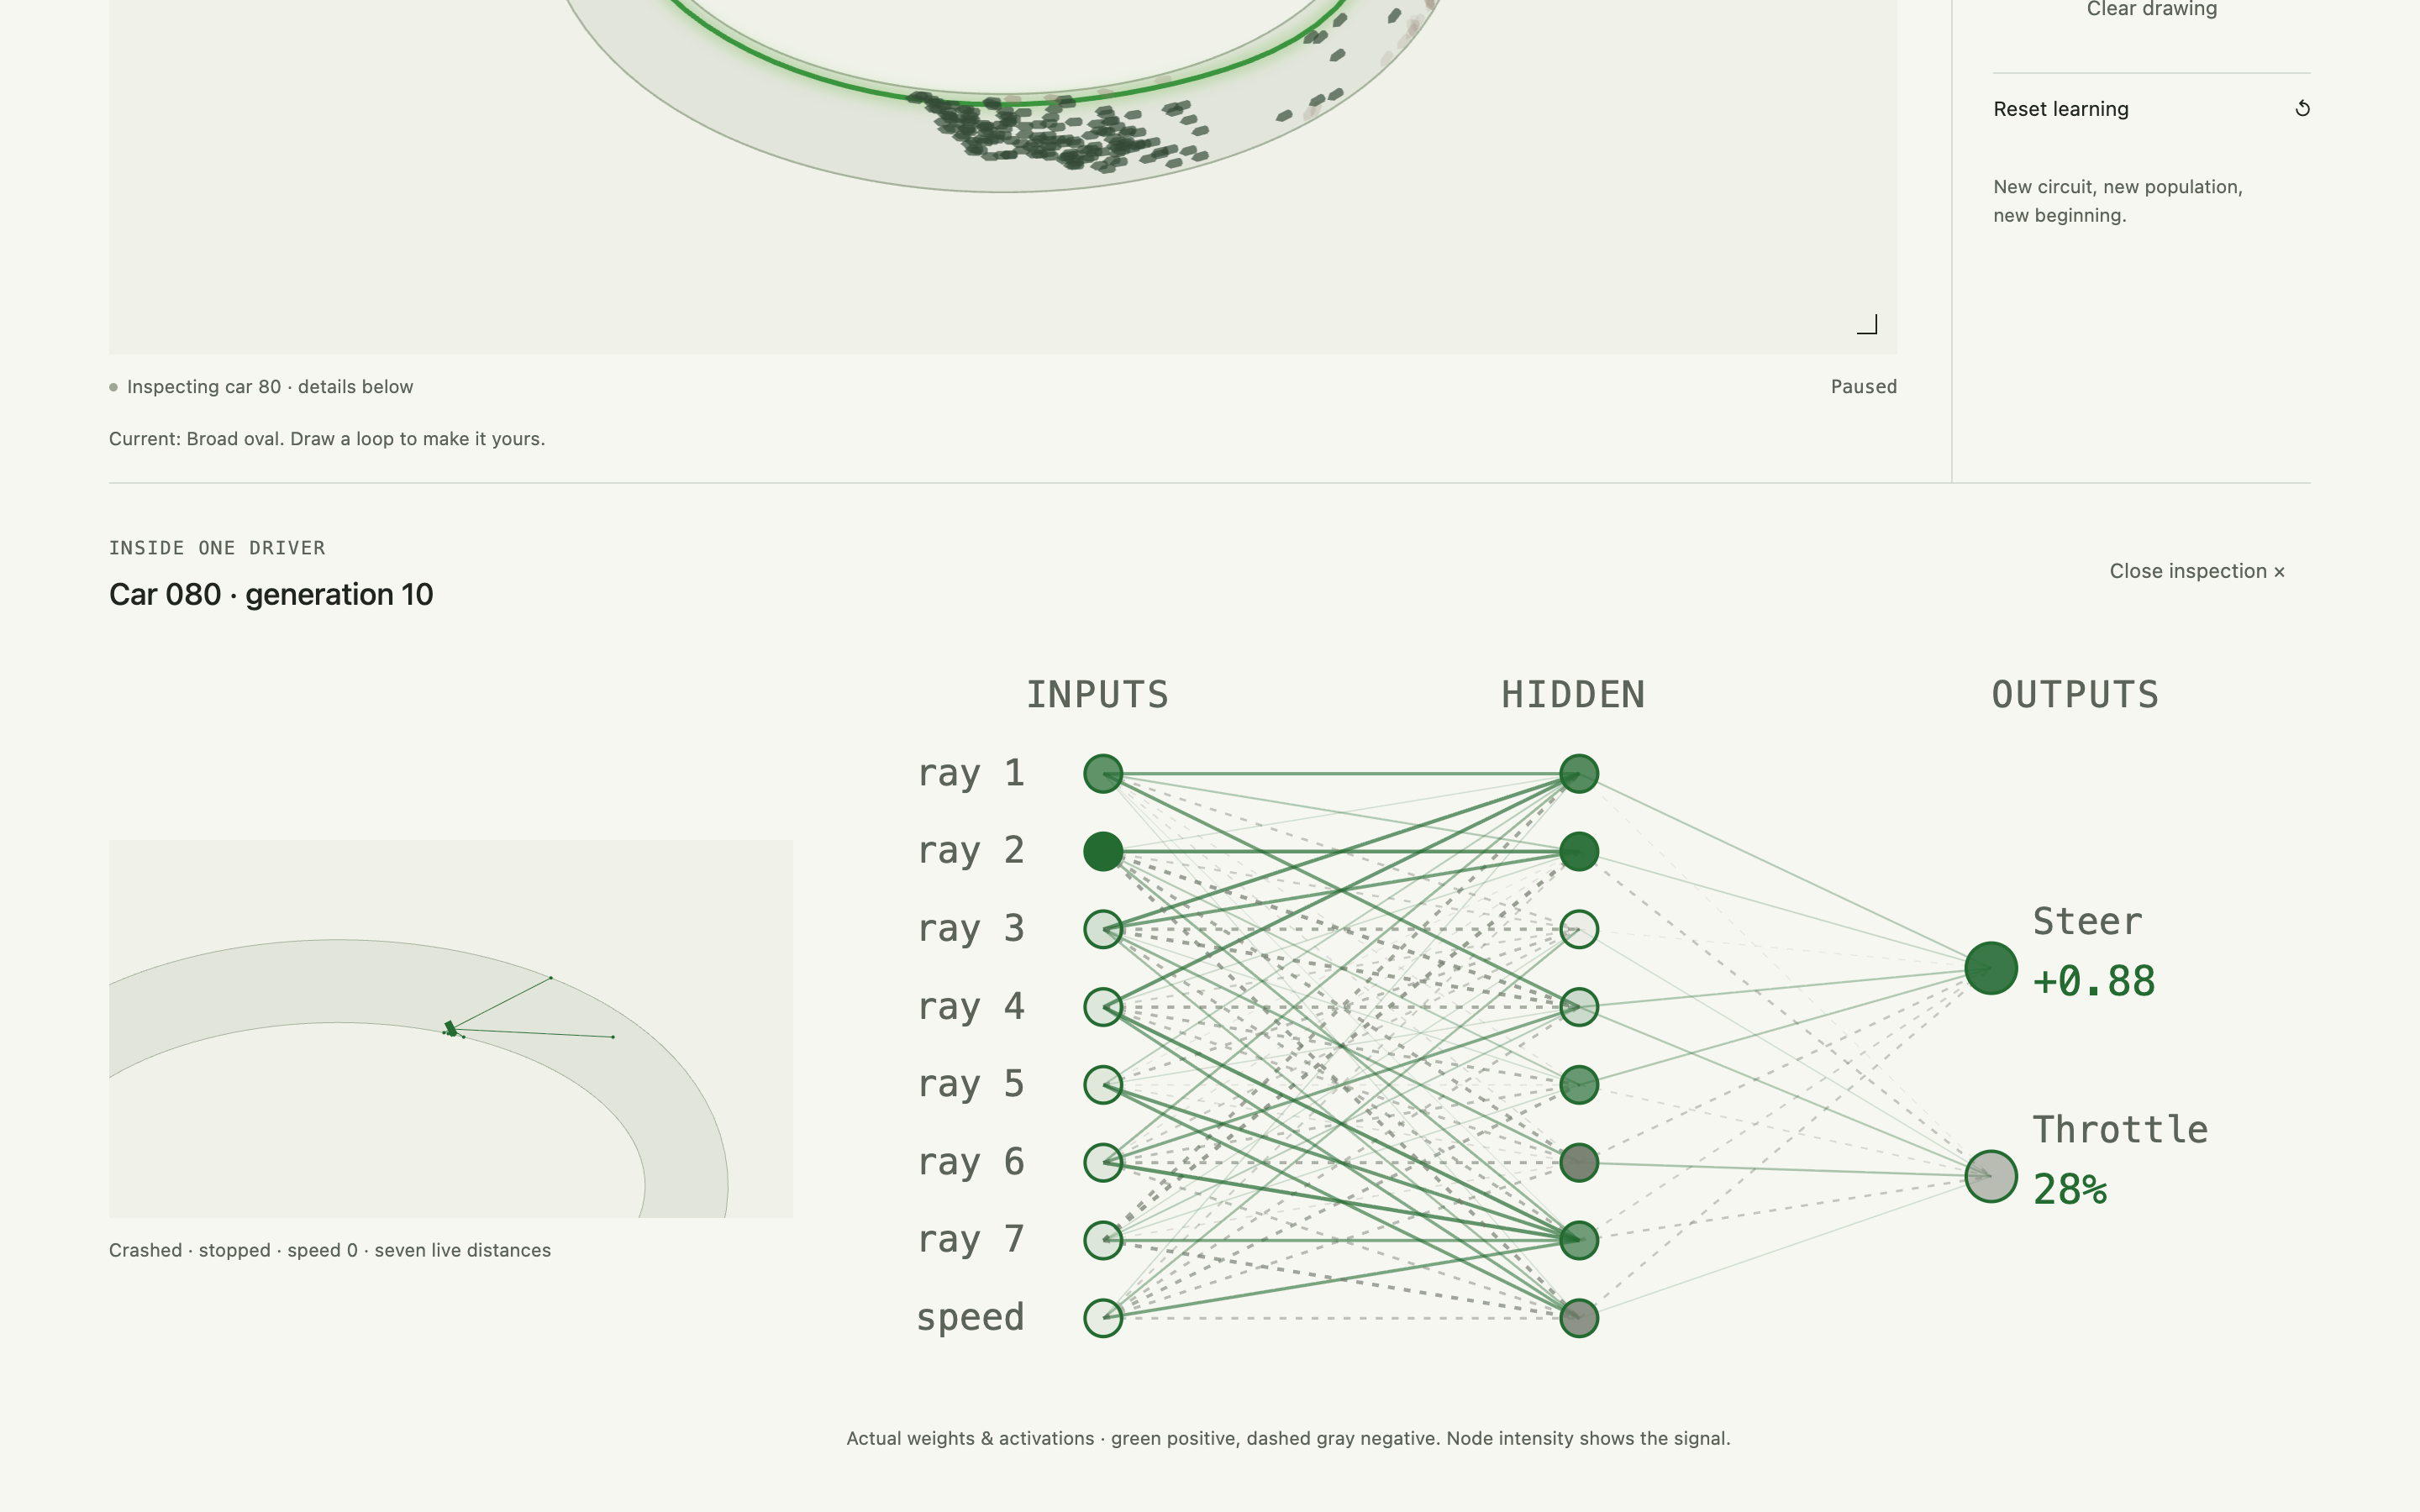 Clear drawing
Reset learning
New circuit, new population,
new beginning.
Inspecting car 80 · details below
Paused
Current: Broad oval. Draw a loop to make it yours.
INSIDE ONE DRIVER
Car 080 · generation 10
Close inspection ×
INPUTS
HIDDEN
OUTPUTS
ray 1
ray 2
ray 3
ray 4
ray 5
ray 6
ray 7
speed
Steer
+0.88
Throttle
28%
Crashed · stopped · speed 0 · seven live distances
Actual weights & activations · green positive, dashed gray negative. Node intensity shows the signal.